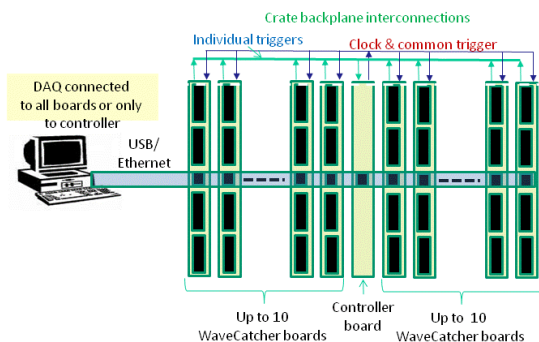 Crate backplane interconnections
Individual triggers
Clock & common trigger
DAQ connected
to all boards or only
to controller
USB/
Ethernet
Up to 10
WaveCatcher boards
Controller
board
Up to 10
WaveCatcher boards